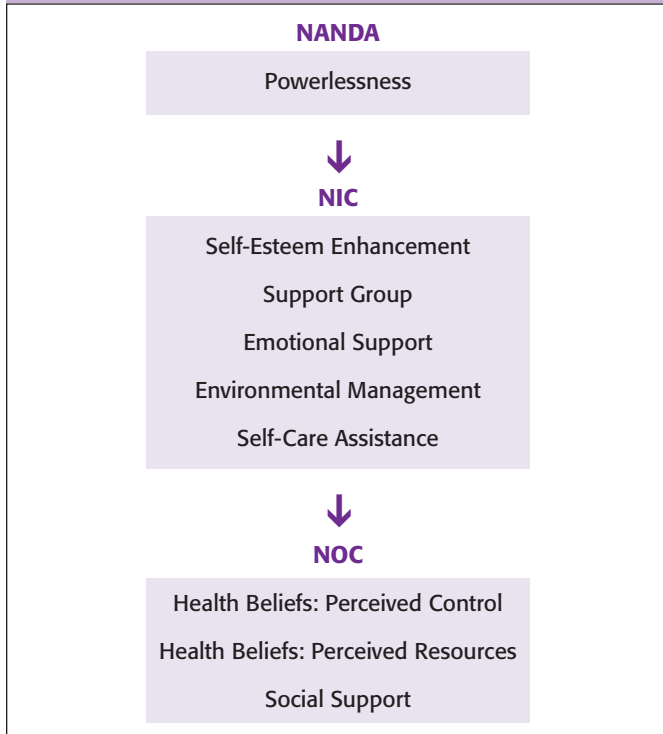 NANDA
Powerlessness
NIC
Self-Esteem Enhancement
Support Group
Emotional Support
Environmental Management
Self-Care Assistance
NOC
Health Beliefs: Perceived Control
Health Beliefs: Perceived Resources
Social Support